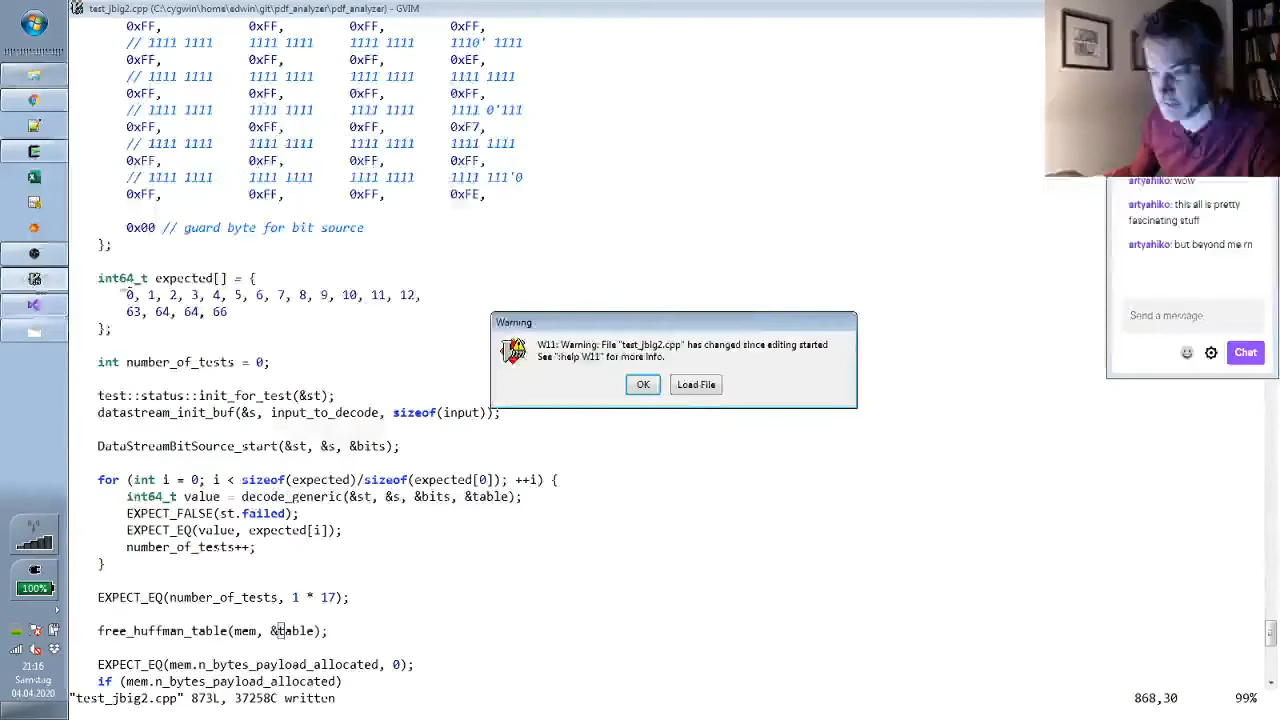 test_jbig2.cpp (C:\cygwin\home\edwin\git\pdf_analyzer\pdf_analyzer) - GVIM
0xFF, 0xFF, 0xFF, 0xFF,
// 1111 1111 1111 1111 1111 1111 1110' 1111
0xFF, 0xFF, 0xFF, 0xEF,
// 1111 1111 1111 1111 1111 1111 1111 1111
0xFF, 0xFF, 0xFF, 0xFF,
// 1111 1111 1111 1111 1111 1111 1111 0'111
0xFF, 0xFF, 0xFF, 0xF7,
// 1111 1111 1111 1111 1111 1111 1111 1111
0xFF, 0xFF, 0xFF, 0xFF,
// 1111 1111 1111 1111 1111 1111 1111 111'0
0xFF, 0xFF, 0xFF, 0xFE,
0x00 // guard byte for bit source
};
int64_t expected[] = {
0, 1, 2, 3, 4, 5, 6, 7, 8, 9, 10, 11, 12,
63, 64, 64, 66
};
int number_of_tests = 0;
test::status::init_for_test(&st);
datastream_init_buf(&s, input_to_decode, sizeof(input));
DataStreamBitSource_start(&st, &s, &bits);
for (int i = 0; i < sizeof(expected)/sizeof(expected[0]); ++i) {
int64_t value = decode_generic(&st, &s, &bits, &table);
EXPECT_FALSE(st.failed);
EXPECT_EQ(value, expected[i]);
number_of_tests++;
}
EXPECT_EQ(number_of_tests, 1 * 17);
free_huffman_table(mem, &table);
EXPECT_EQ(mem.n_bytes_payload_allocated, 0);
if (mem.n_bytes_payload_allocated)
"test_jbig2.cpp" 873L, 37258C written
868,30 99%
Warning
W11: Warning: File "test_jbig2.cpp" has changed since editing started
See ":help W11" for more info.
OK Load File
artyahiko: wow
artyahiko: this all is pretty
fascinating stuff
artyahiko: but beyond me rn
Send a message
Chat
100%
21:16
Samstag
04.04.2020